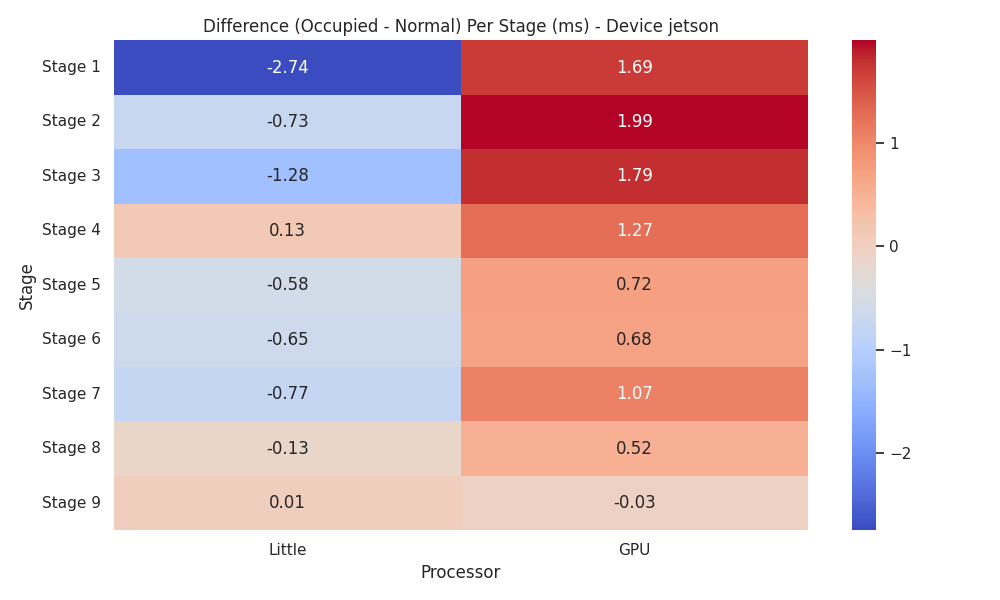 Difference (Occupied - Normal) Per Stage (ms) - Device jetson
Stage 1 -2.74 1.69
Stage 2 -0.73 1.99
Stage 3 -1.28 1.79
Stage 4 0.13 1.27
Stage 5 -0.58 0.72
Stage 6 -0.65 0.68
Stage 7 -0.77 1.07
Stage 8 -0.13 0.52
Stage 9 0.01 -0.03
Little GPU
Processor
Stage
1
0
−1
−2